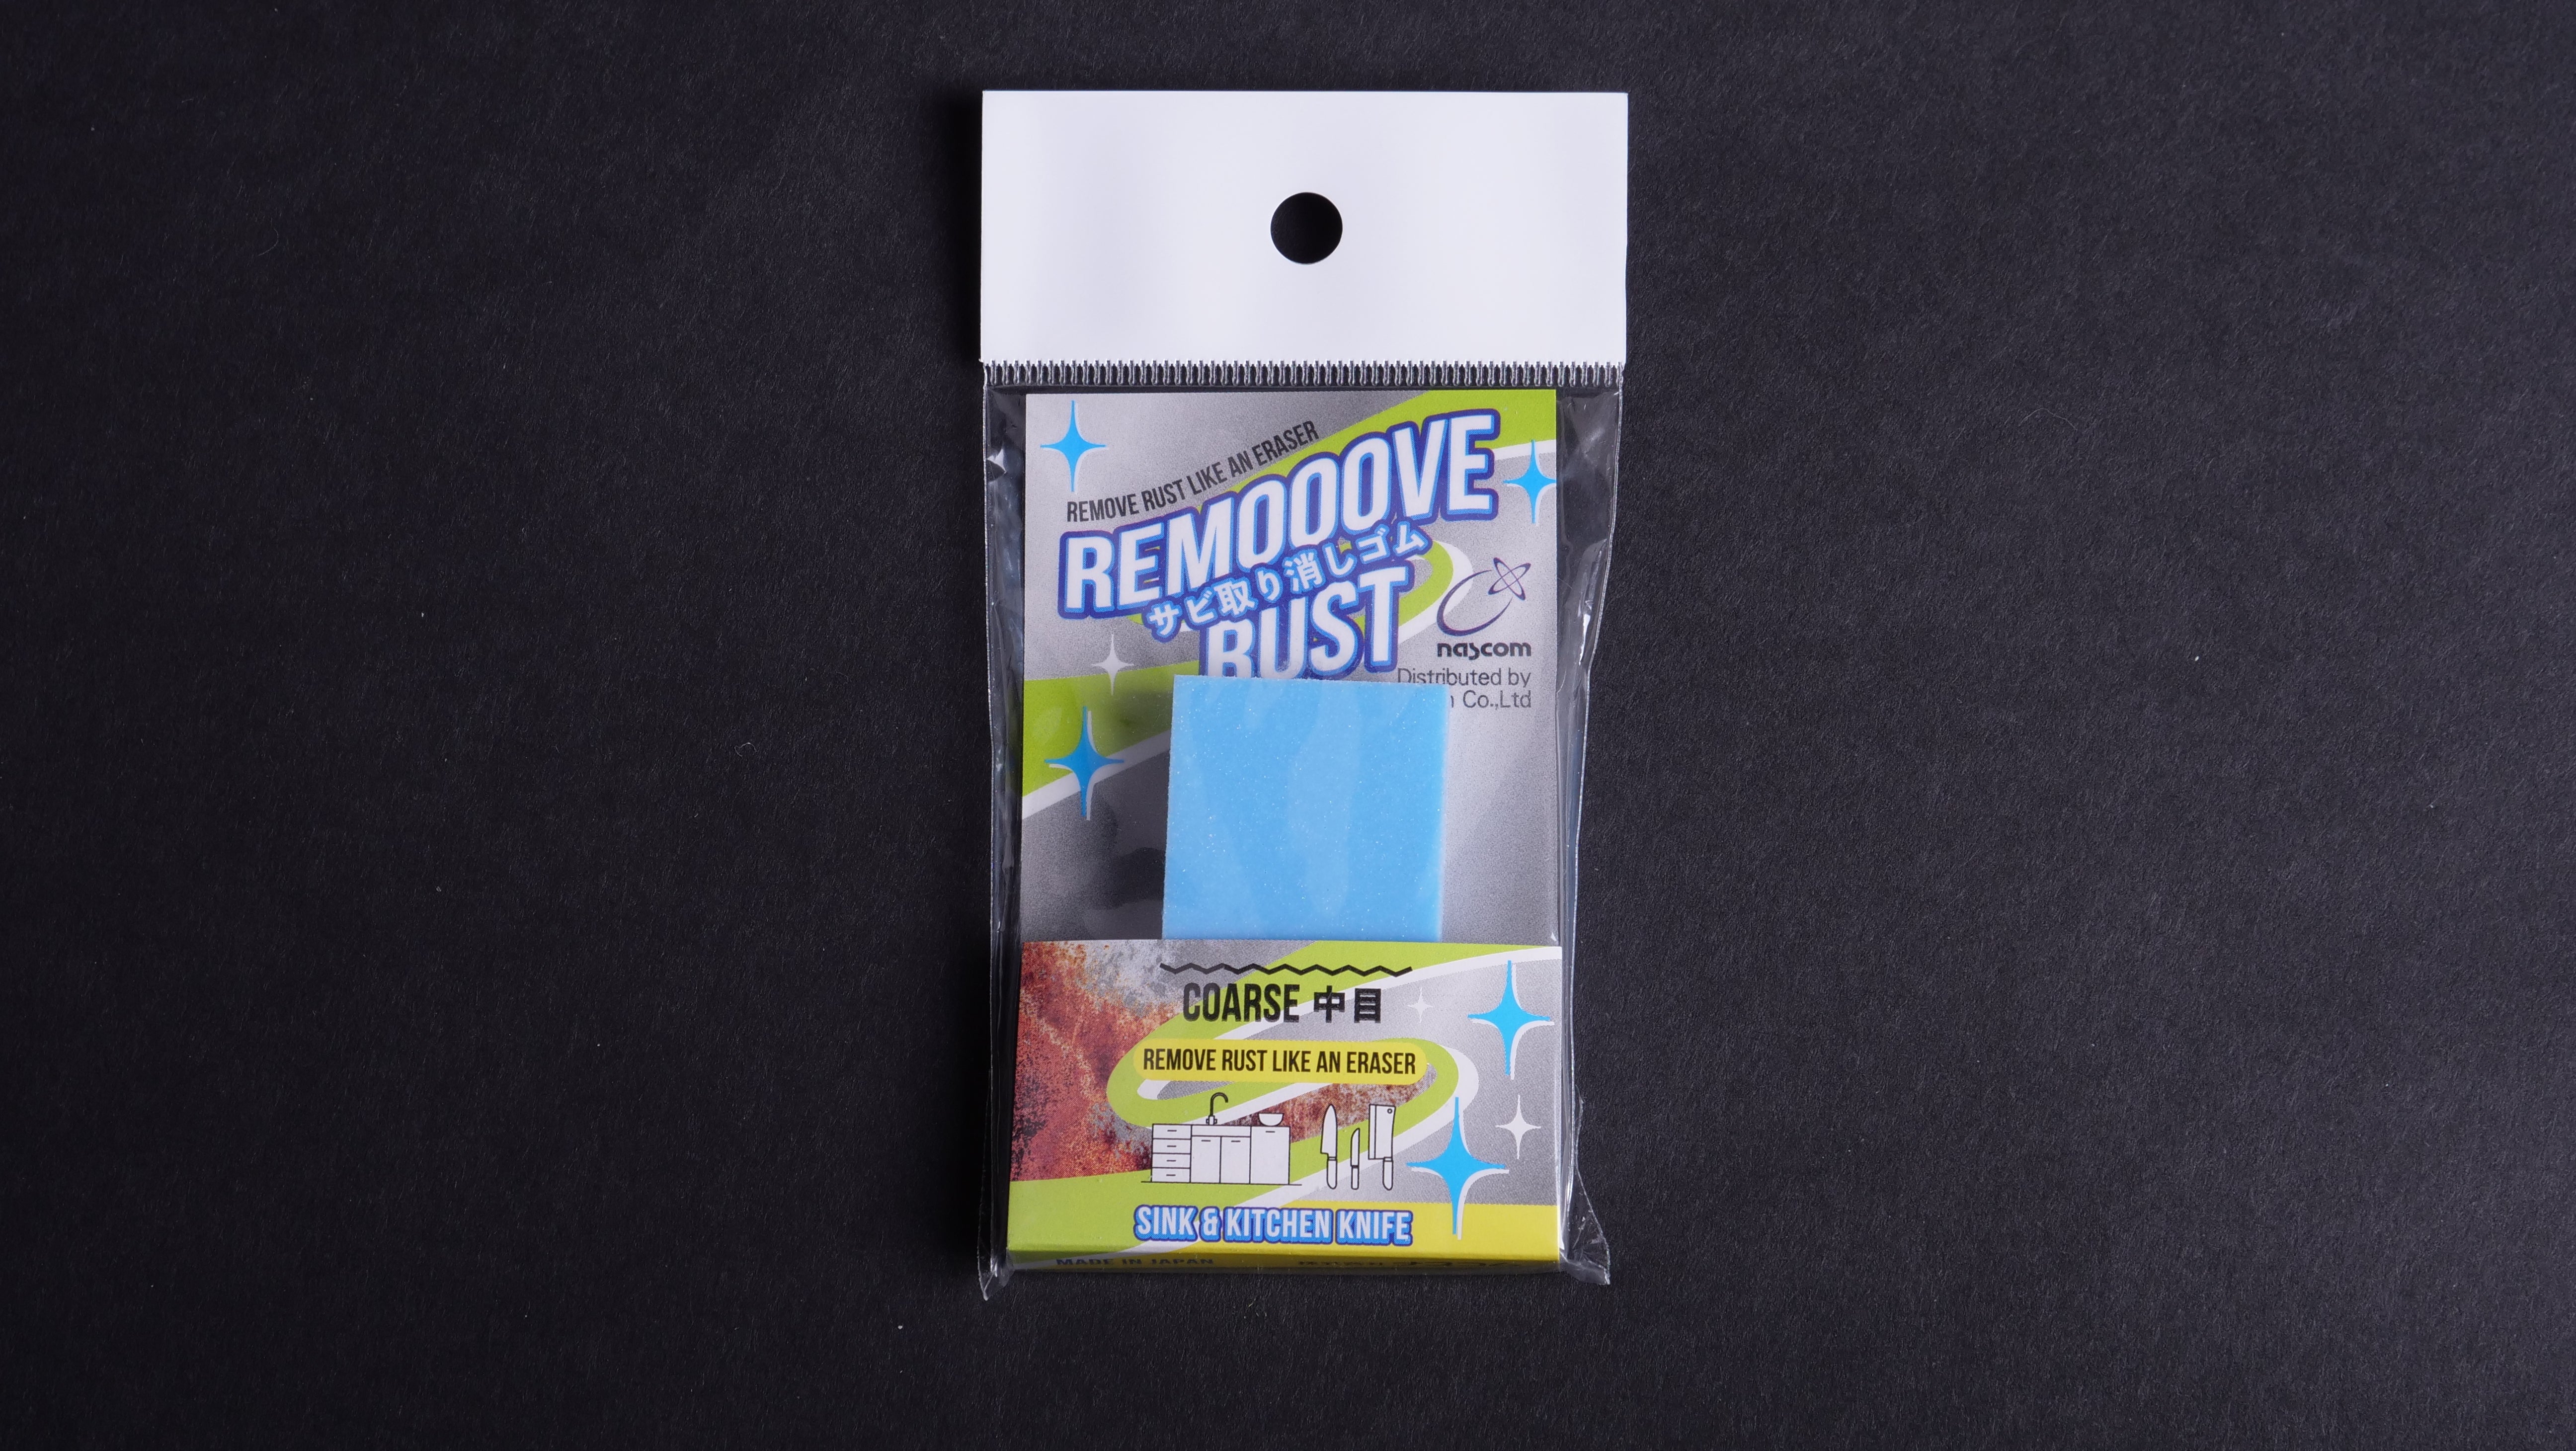 REMOVE RUST LIKE AN ERASER
REMOOOVE
サビ取り消しゴム
RUST
nascom
Distributed by
Co.,Ltd
COARSE 中目
REMOVE RUST LIKE AN ERASER
SINK & KITCHEN KNIFE
MADE IN JAPAN